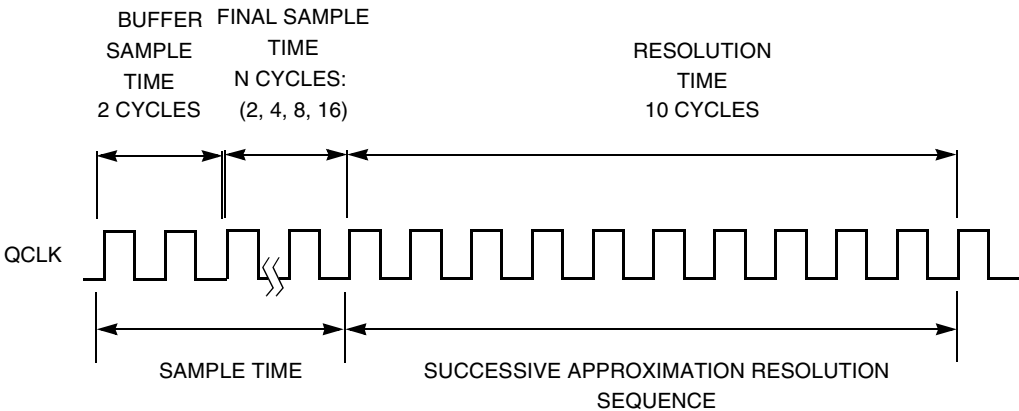 BUFFER
SAMPLE
TIME
2 CYCLES
FINAL SAMPLE
TIME
N CYCLES:
(2, 4, 8, 16)
RESOLUTION
TIME
10 CYCLES
QCLK
SAMPLE TIME
SUCCESSIVE APPROXIMATION RESOLUTION
SEQUENCE